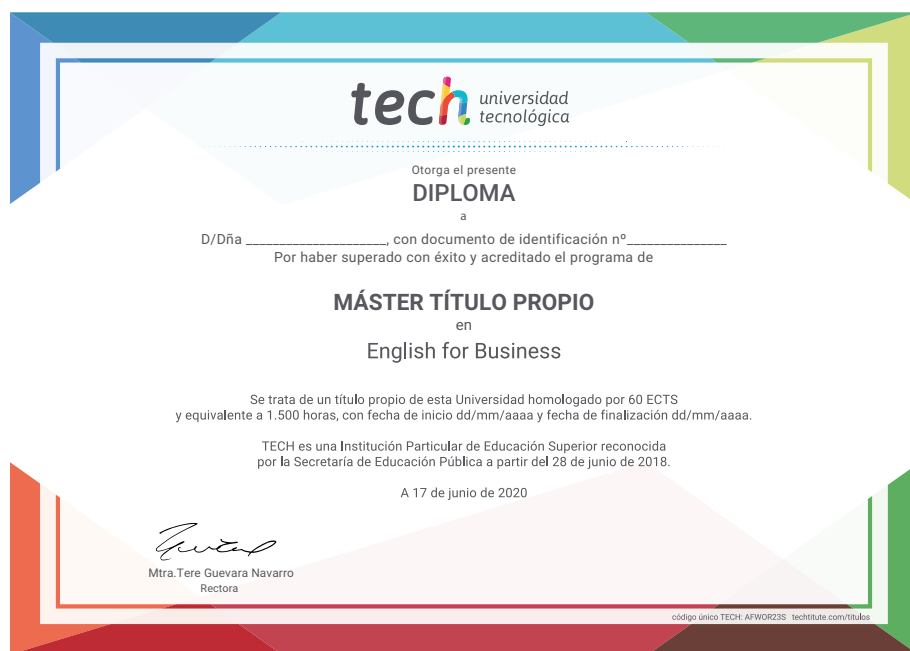 tech universidad
tecnológica
Otorga el presente
DIPLOMA
a
D/Dña _____________________, con documento de identificación nº_______________
Por haber superado con éxito y acreditado el programa de
MÁSTER TÍTULO PROPIO
en
English for Business
Se trata de un título propio de esta Universidad homologado por 60 ECTS
y equivalente a 1.500 horas, con fecha de inicio dd/mm/aaaa y fecha de finalización dd/mm/aaaa.
TECH es una Institución Particular de Educación Superior reconocida
por la Secretaría de Educación Pública a partir del 28 de junio de 2018.
A 17 de junio de 2020
Mtra.Tere Guevara Navarro
Rectora
código único TECH: AFWOR23S techtitute.com/titulos